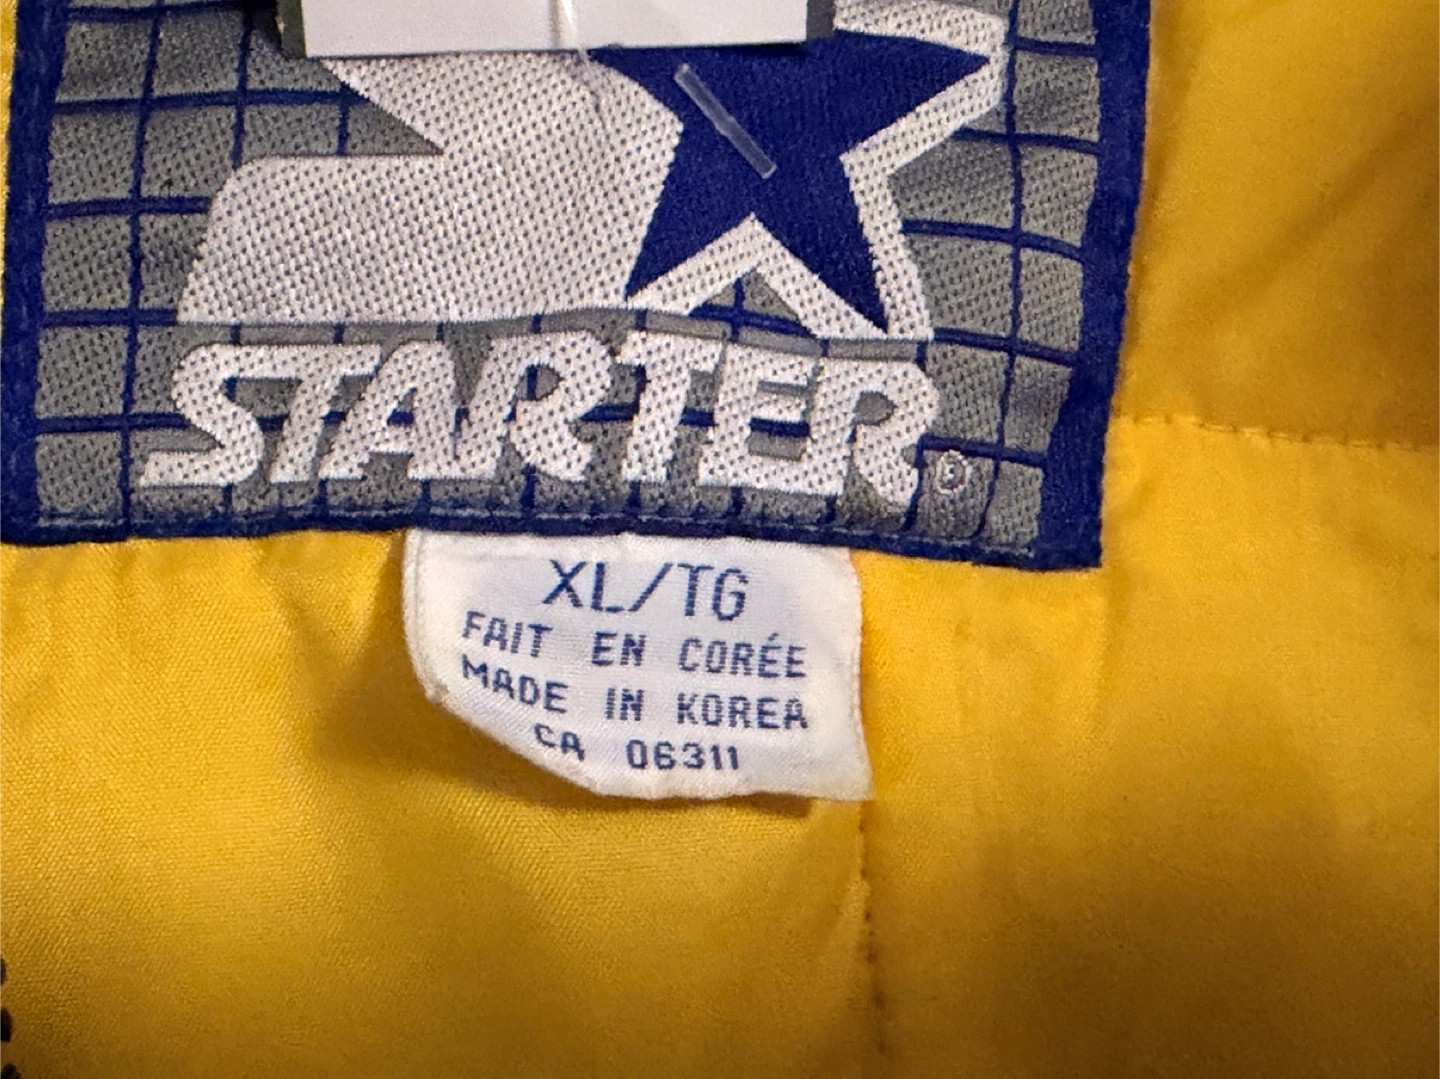 STARTER ®
XL/TG
FAIT EN CORÉE
MADE IN KOREA
CA 06311